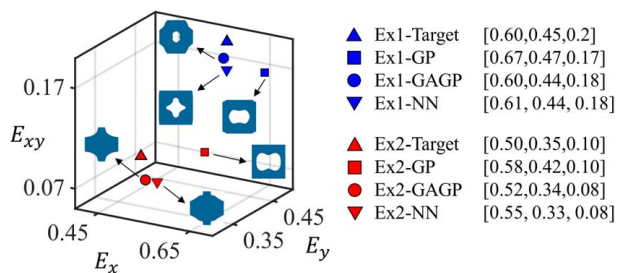 0.17
E_xy
0.07
0.45
E_x
0.65
0.35
E_y
0.45
Ex1-Target [0.60,0.45,0.2]
Ex1-GP [0.67,0.47,0.17]
Ex1-GAGP [0.60,0.44,0.18]
Ex1-NN [0.61, 0.44, 0.18]
Ex2-Target [0.50,0.35,0.10]
Ex2-GP [0.58,0.42,0.10]
Ex2-GAGP [0.52,0.34,0.08]
Ex2-NN [0.55, 0.33, 0.08]